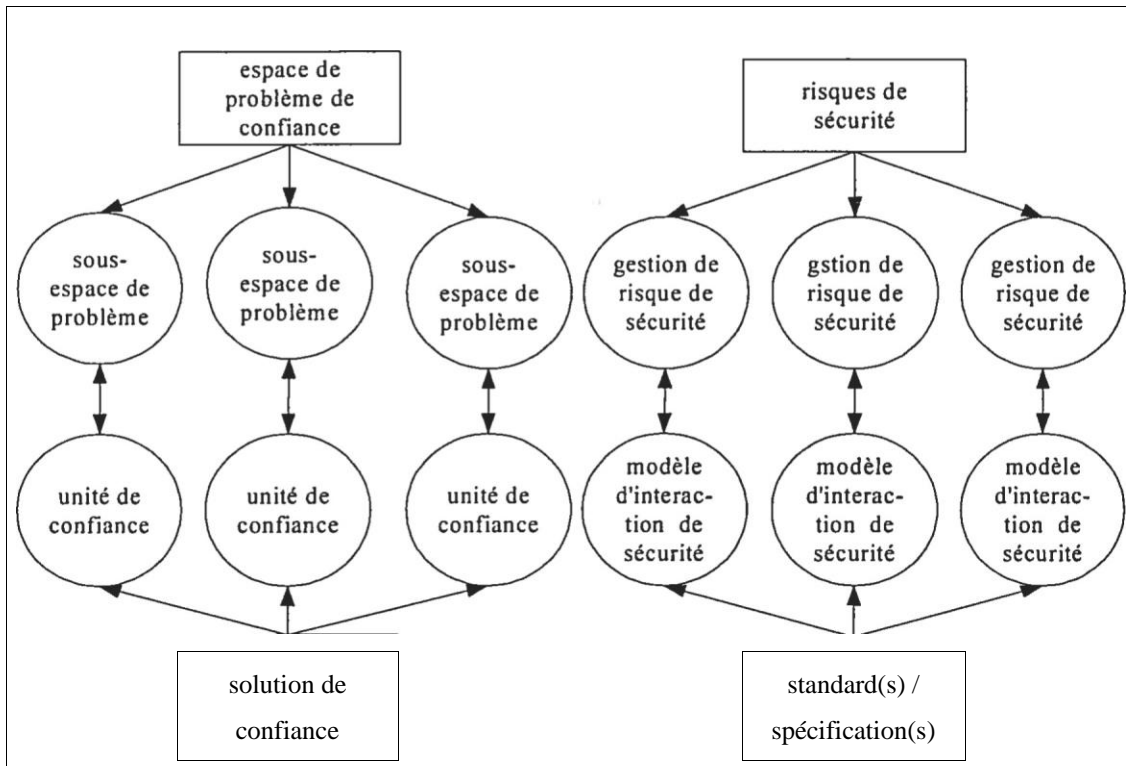 espace de
problème de
confiance
risques de
sécurité
sous-
espace de
problème
sous-
espace de
problème
sous-
espace de
problème
gestion de
risque de
sécurité
gstion de
risque de
sécurité
gestion de
risque de
sécurité
unité de
confiance
unité de
confiance
unité de
confiance
modèle
d'interac-
tion de
sécurité
modèle
d'interac-
tion de
sécurité
modèle
d'interac-
tion de
sécurité
solution de
confiance
standard(s) /
spécification(s)